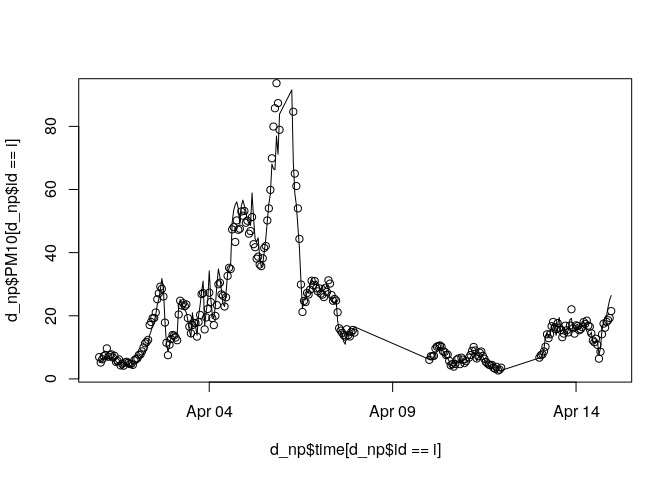 d_np$PM10[d_np$id == i]
80
60
40
20
0
Apr 04
Apr 09
Apr 14
d_np$time[d_np$id == i]